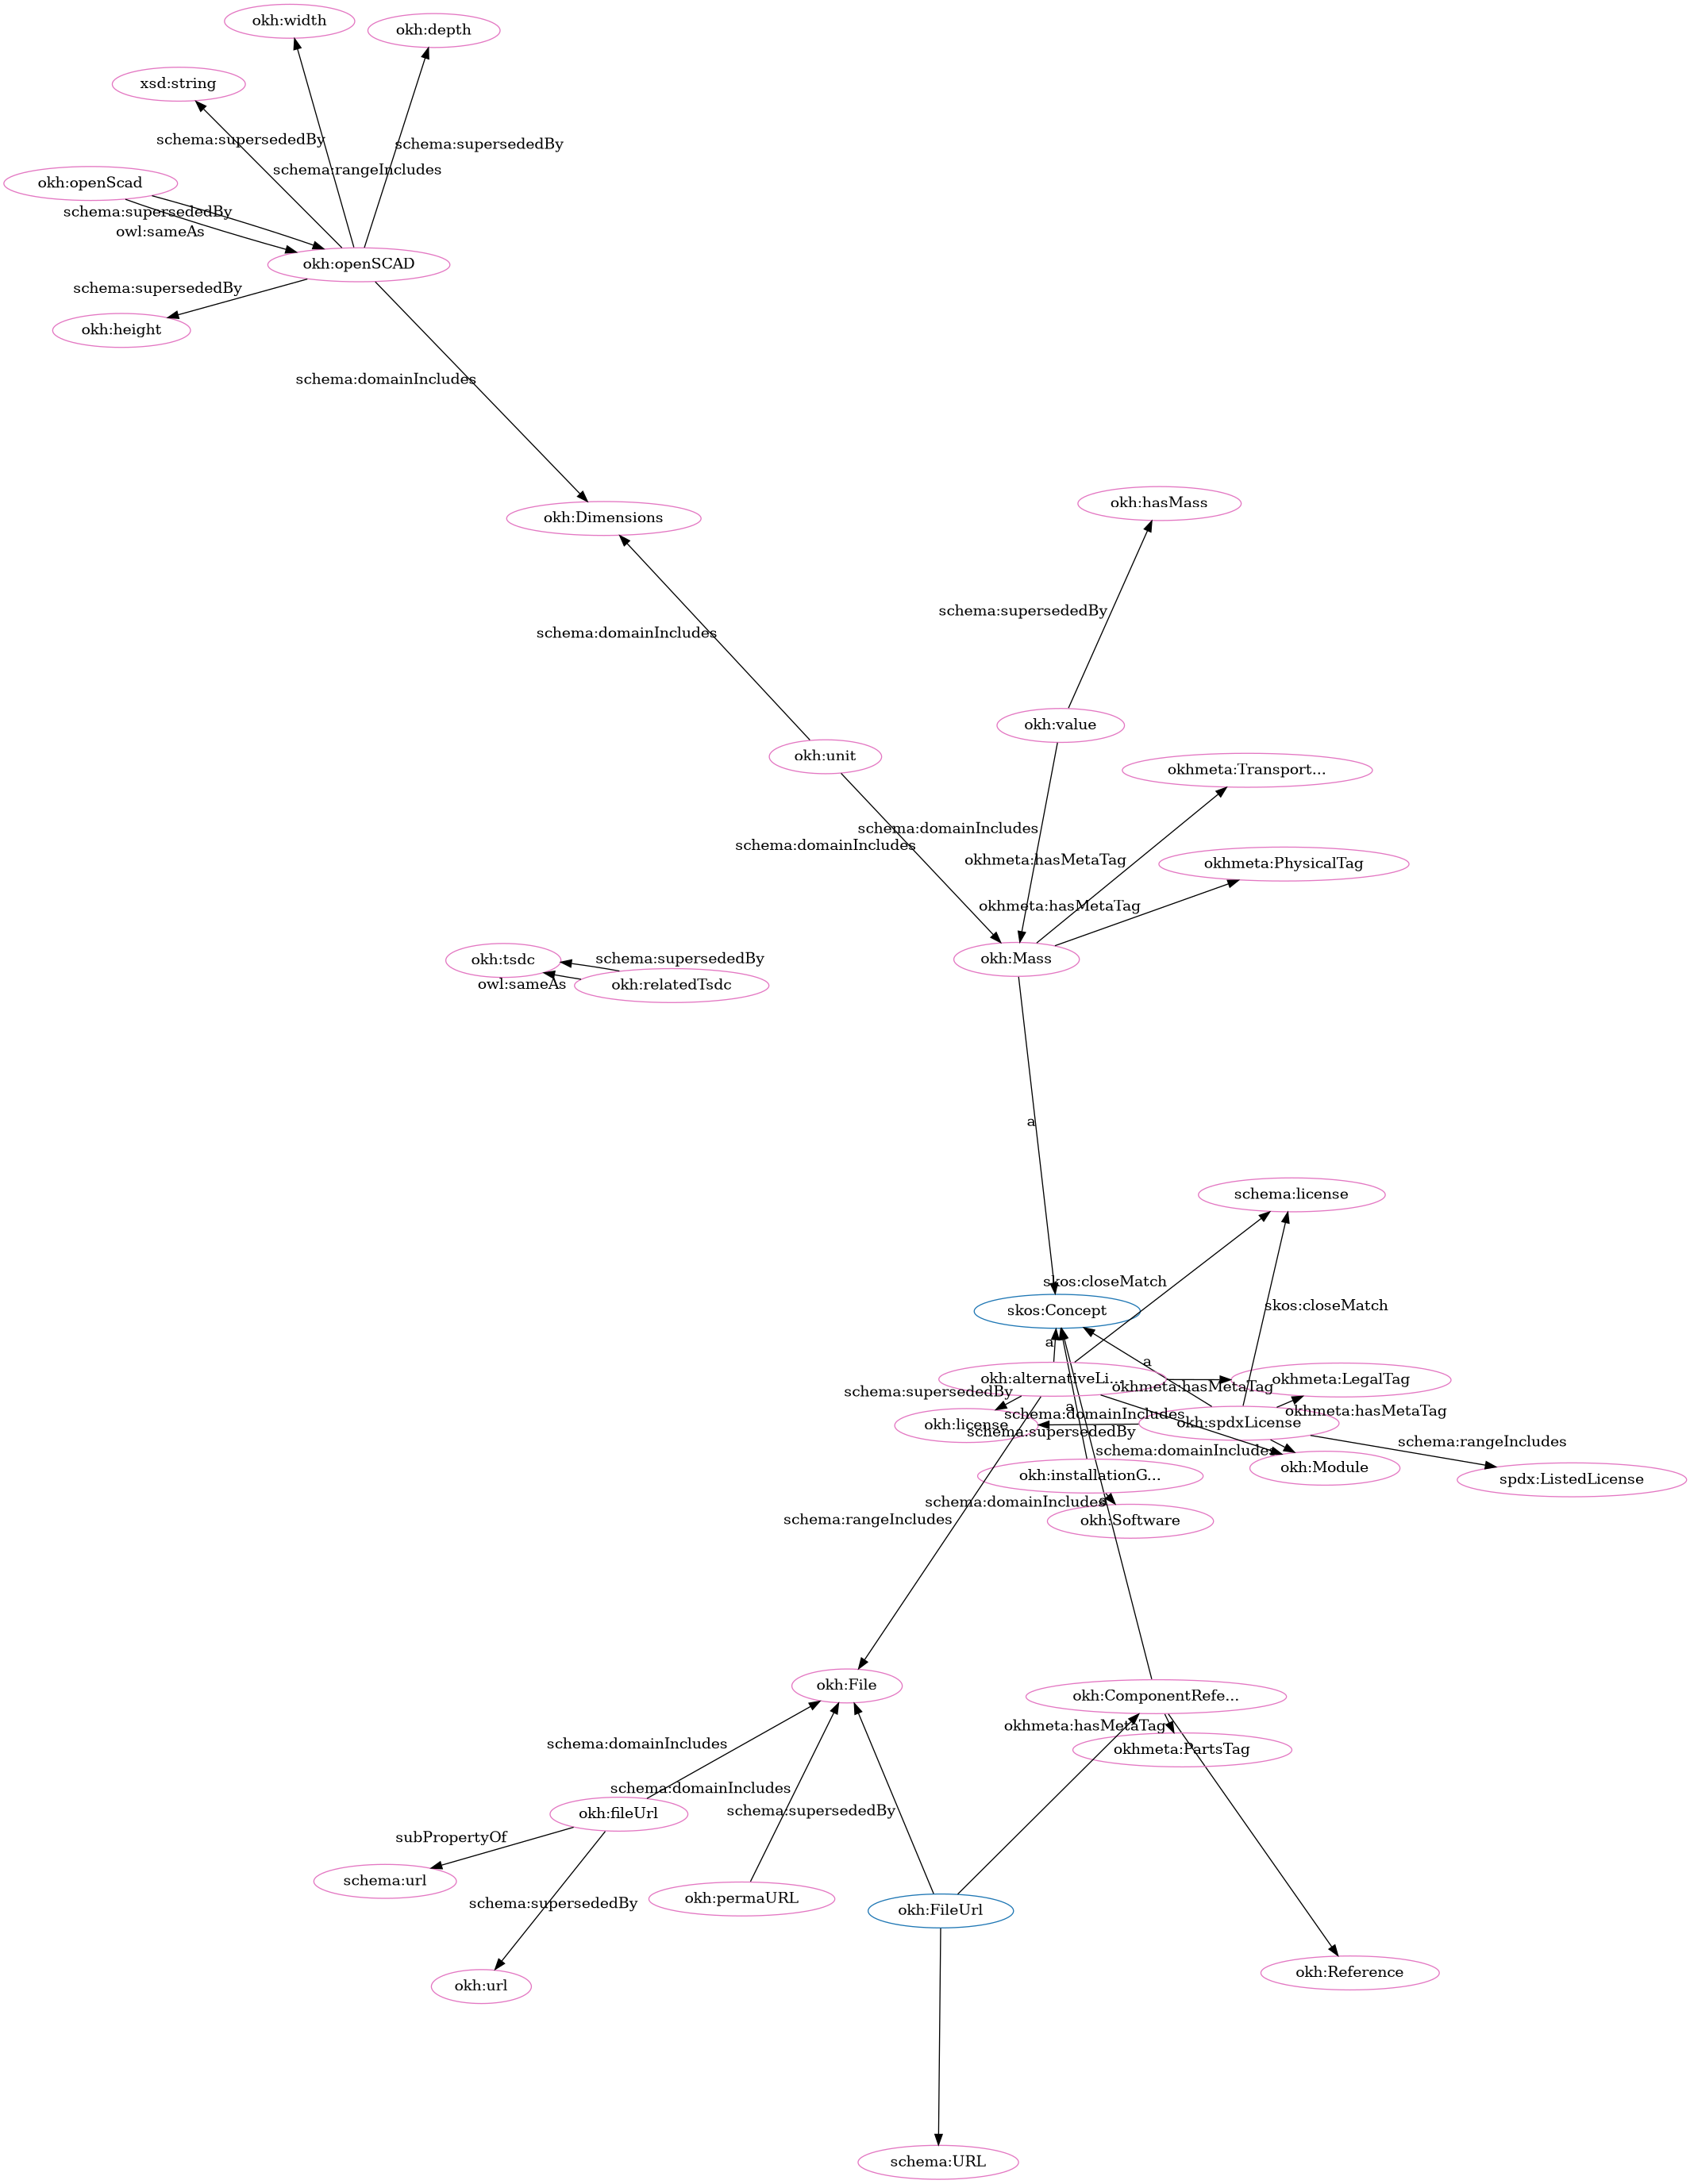 okh:width
okh:depth
xsd:string
schema:supersededBy
schema:supersededBy
schema:rangeIncludes
okh:openScad
schema:supersededBy
owl:sameAs
okh:openSCAD
schema:supersededBy
okh:height
schema:domainIncludes
okh:hasMass
okh:Dimensions
schema:supersededBy
schema:domainIncludes
okh:value
okh:unit
okhmeta:Transport...
schema:domainIncludes
schema:domainIncludes
okhmeta:hasMetaTag
okhmeta:PhysicalTag
okhmeta:hasMetaTag
okh:tsdc
schema:supersededBy
okh:Mass
owl:sameAs
okh:relatedTsdc
a
schema:license
skos:closeMatch
skos:closeMatch
skos:Concept
a
a
okh:alternativeLi...
okhmeta:hasMetaTag
okhmeta:LegalTag
schema:supersededBy
a
schema:domainIncludes
okhmeta:hasMetaTag
okh:license
okh:spdxLicense
schema:supersededBy
schema:rangeIncludes
schema:domainIncludes
okh:Module
okh:installationG...
spdx:ListedLicense
schema:domainIncludes
a
schema:rangeIncludes
okh:Software
okh:File
okh:ComponentRefe...
okhmeta:hasMetaTag
schema:domainIncludes
okhmeta:PartsTag
schema:domainIncludes
okh:fileUrl
schema:supersededBy
subPropertyOf
schema:url
okh:permaURL
schema:supersededBy
okh:FileUrl
okh:url
okh:Reference
schema:URL